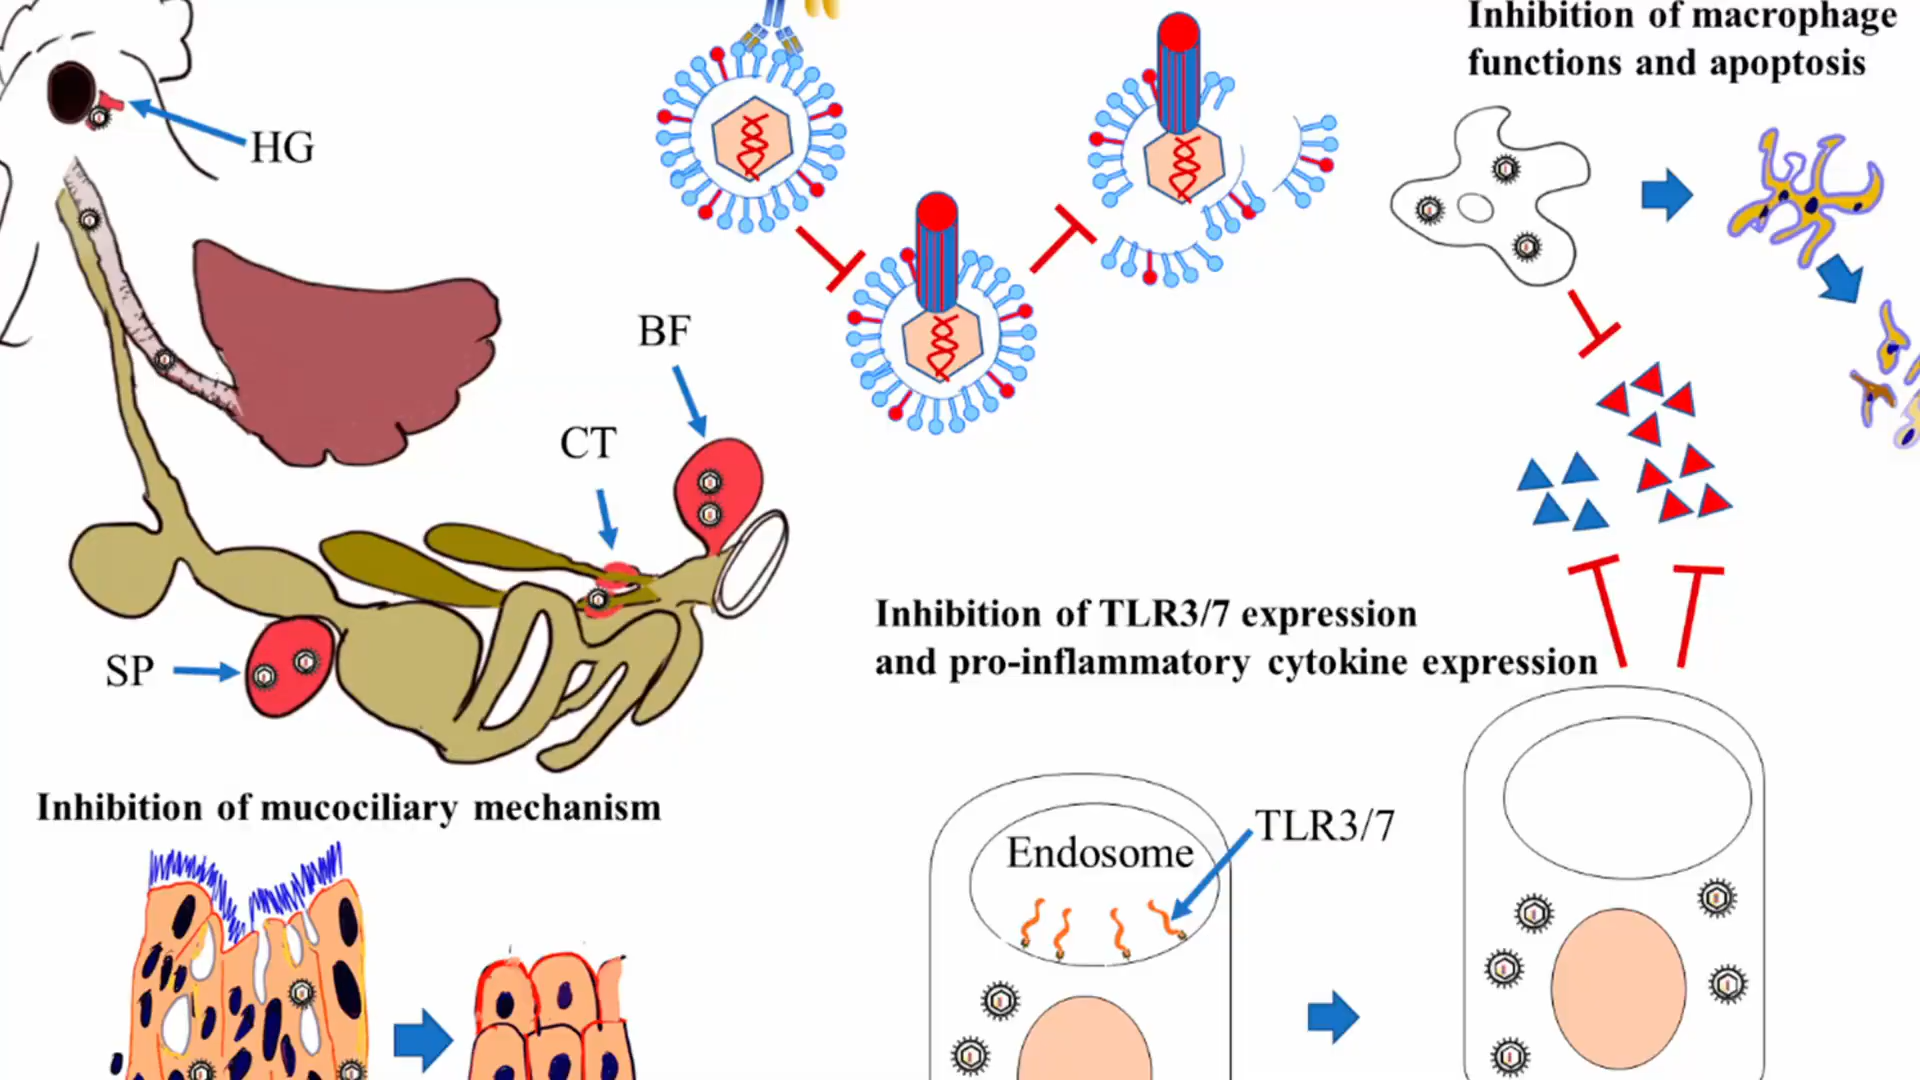 Inhibition of macrophage
functions and apoptosis
HG
BF
CT
SP
Inhibition of TLR3/7 expression
and pro-inflammatory cytokine expression
Inhibition of mucociliary mechanism
TLR3/7
Endosome